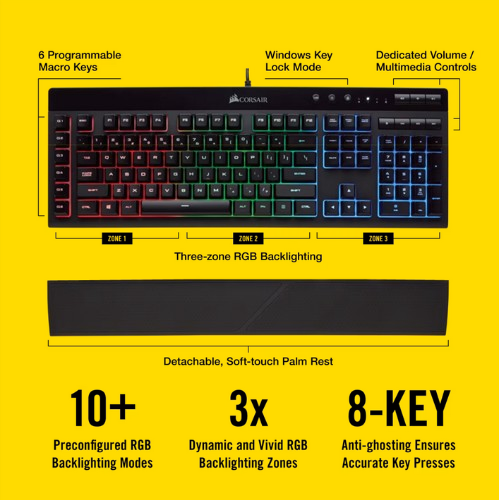 6 Programmable
Macro Keys
Windows Key
Lock Mode
Dedicated Volume /
Multimedia Controls
CORSAIR
ZONE 1
ZONE 2
ZONE 3
Three-zone RGB Backlighting
Detachable, Soft-touch Palm Rest
10+
3x
8-KEY
Preconfigured RGB
Backlighting Modes
Dynamic and Vivid RGB
Backlighting Zones
Anti-ghosting Ensures
Accurate Key Presses